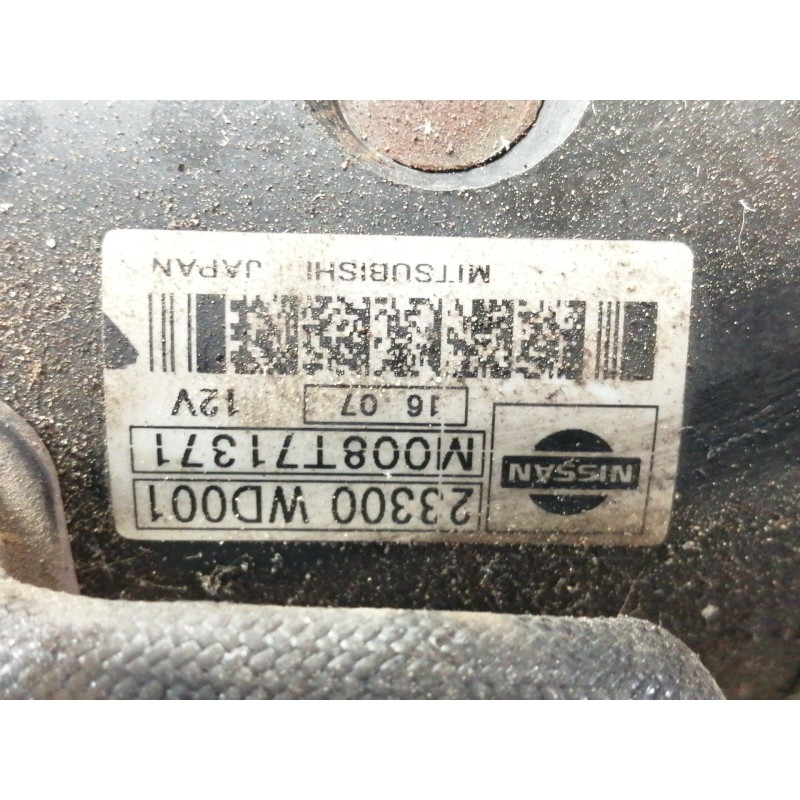 NISSAN
23300 WD001
M008T71371
16 07 12V
MITSUBISHI JAPAN